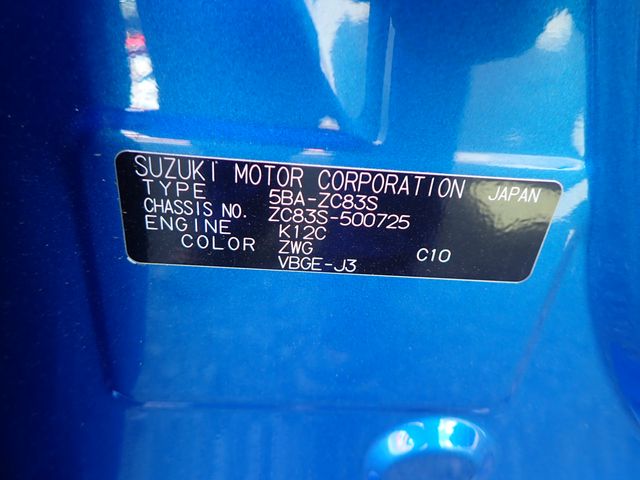 SUZUKI MOTOR CORPORATION JAPAN
TYPE 5BA-ZC83S
CHASSIS NO. ZC83S-500725
ENGINE K12C
COLOR ZWG C10
VBGE-J3